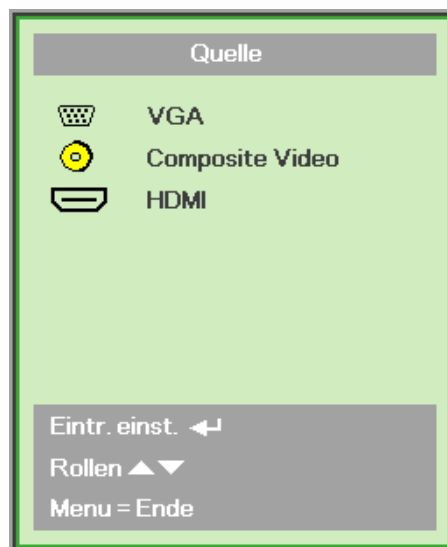 Quelle
VGA
Composite Video
HDMI
Eintr. einst.
Rollen
Menu = Ende